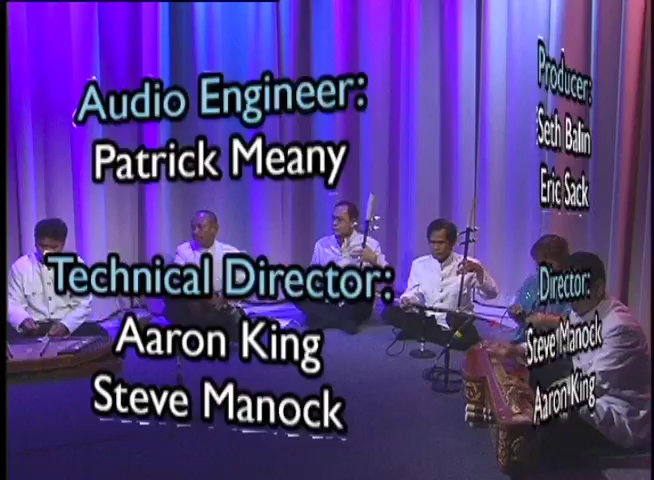 Audio Engineer:
Patrick Meany
Technical Director:
Aaron King
Steve Manock
Producer:
Seth Balin
Eric Sack
Director:
Steve Manock
Aaron King